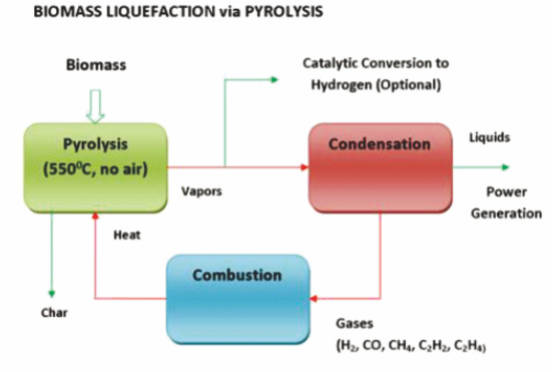 BIOMASS LIQUEFACTION via PYROLYSIS
Biomass
Catalytic Conversion to
Hydrogen (Optional)
Pyrolysis
(550⁰C, no air)
Condensation
Liquids
Vapors
Power
Generation
Heat
Combustion
Char
Gases
(H₂, CO, CH₄, C₂H₂, C₂H₄)